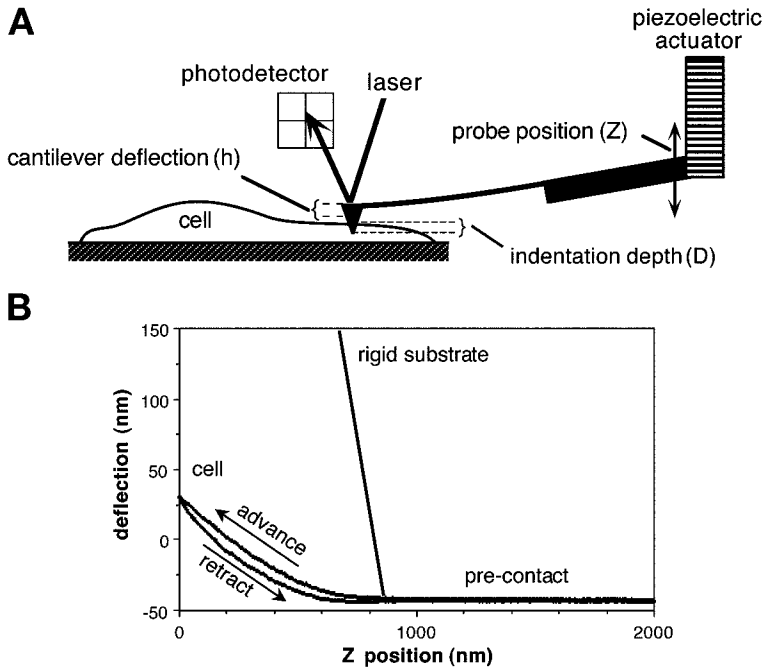 A
piezoelectric
actuator
photodetector
laser
probe position (Z)
cantilever deflection (h)
cell
indentation depth (D)
B
150
100
50
0
-50
deflection (nm)
rigid substrate
cell
advance
retract
pre-contact
0
1000
2000
Z position (nm)